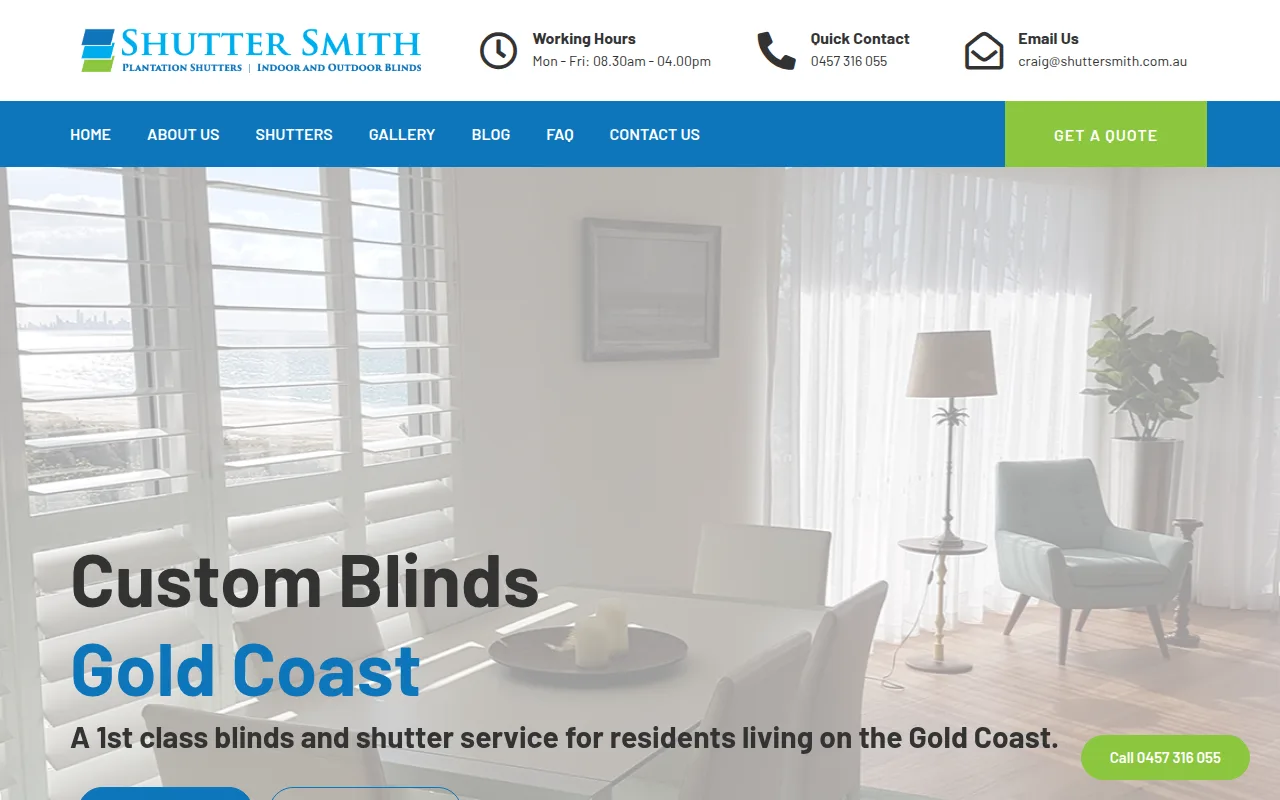 SHUTTER SMITH
PLANTATION SHUTTERS | INDOOR AND OUTDOOR BLINDS
Working Hours
Mon - Fri: 08.30am - 04.00pm
Quick Contact
0457 316 055
Email Us
craig@shuttersmith.com.au
HOME ABOUT US SHUTTERS GALLERY BLOG FAQ CONTACT US
GET A QUOTE
Custom Blinds
Gold Coast
A 1st class blinds and shutter service for residents living on the Gold Coast.
Call 0457 316 055